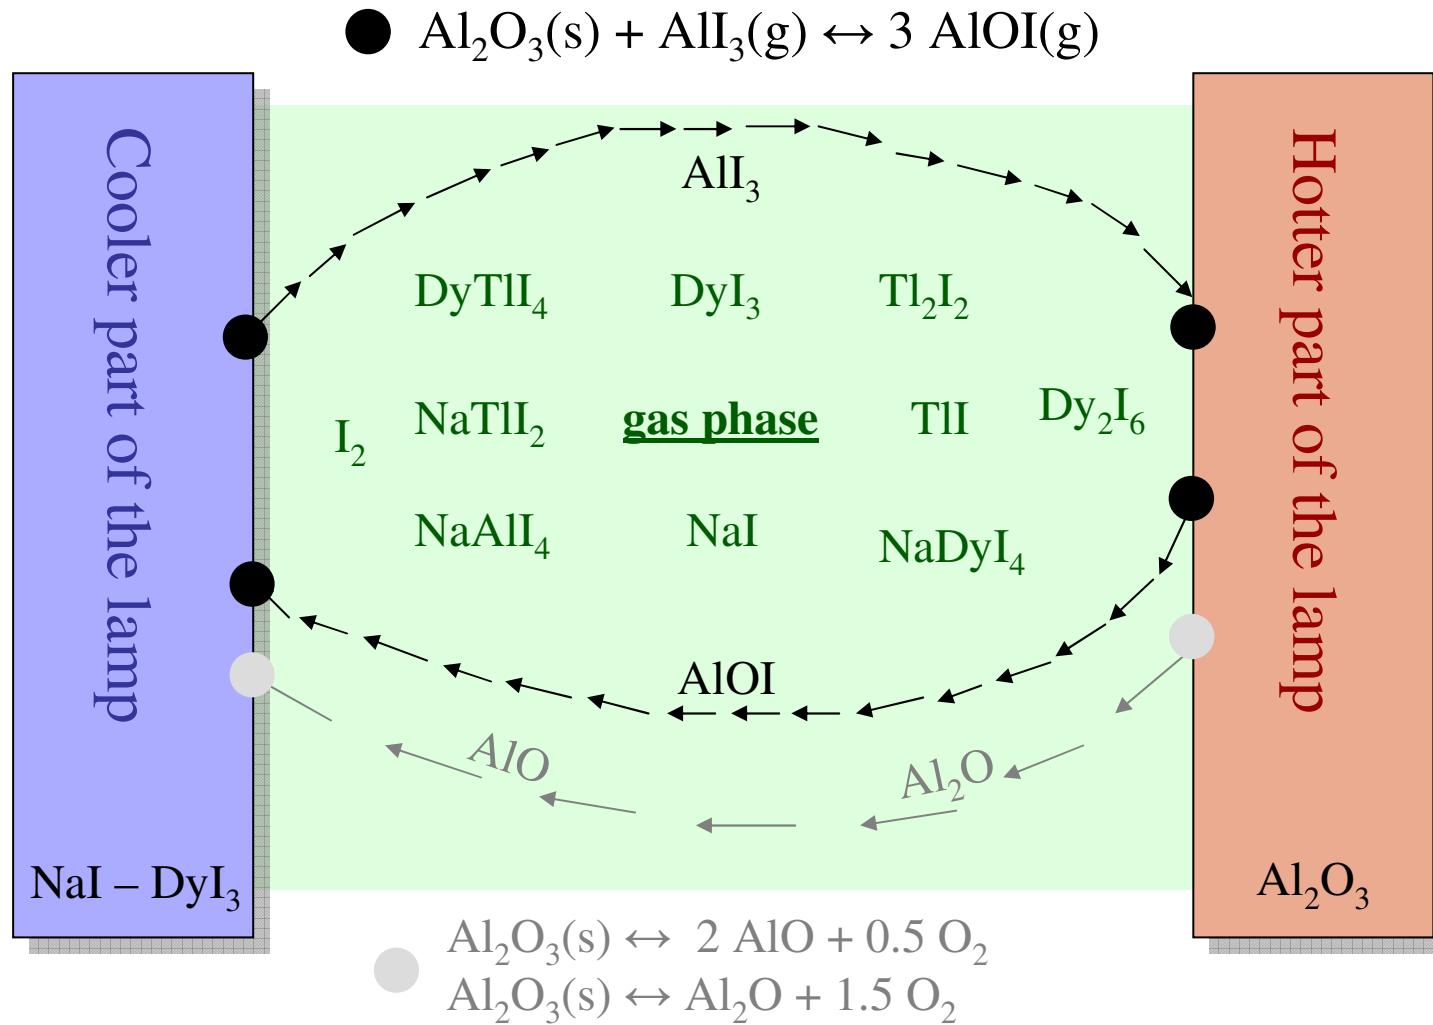 Al₂O₃(s) + AlI₃(g) ↔ 3 AlOI(g)
Cooler part of the lamp
Hotter part of the lamp
AlI₃
DyTlI₄ DyI₃ Tl₂I₂
I₂ NaTlI₂ gas phase TlI Dy₂I₆
NaAlI₄ NaI NaDyI₄
AlOI
AlO Al₂O
NaI – DyI₃
Al₂O₃
Al₂O₃(s) ↔ 2 AlO + 0.5 O₂
Al₂O₃(s) ↔ Al₂O + 1.5 O₂